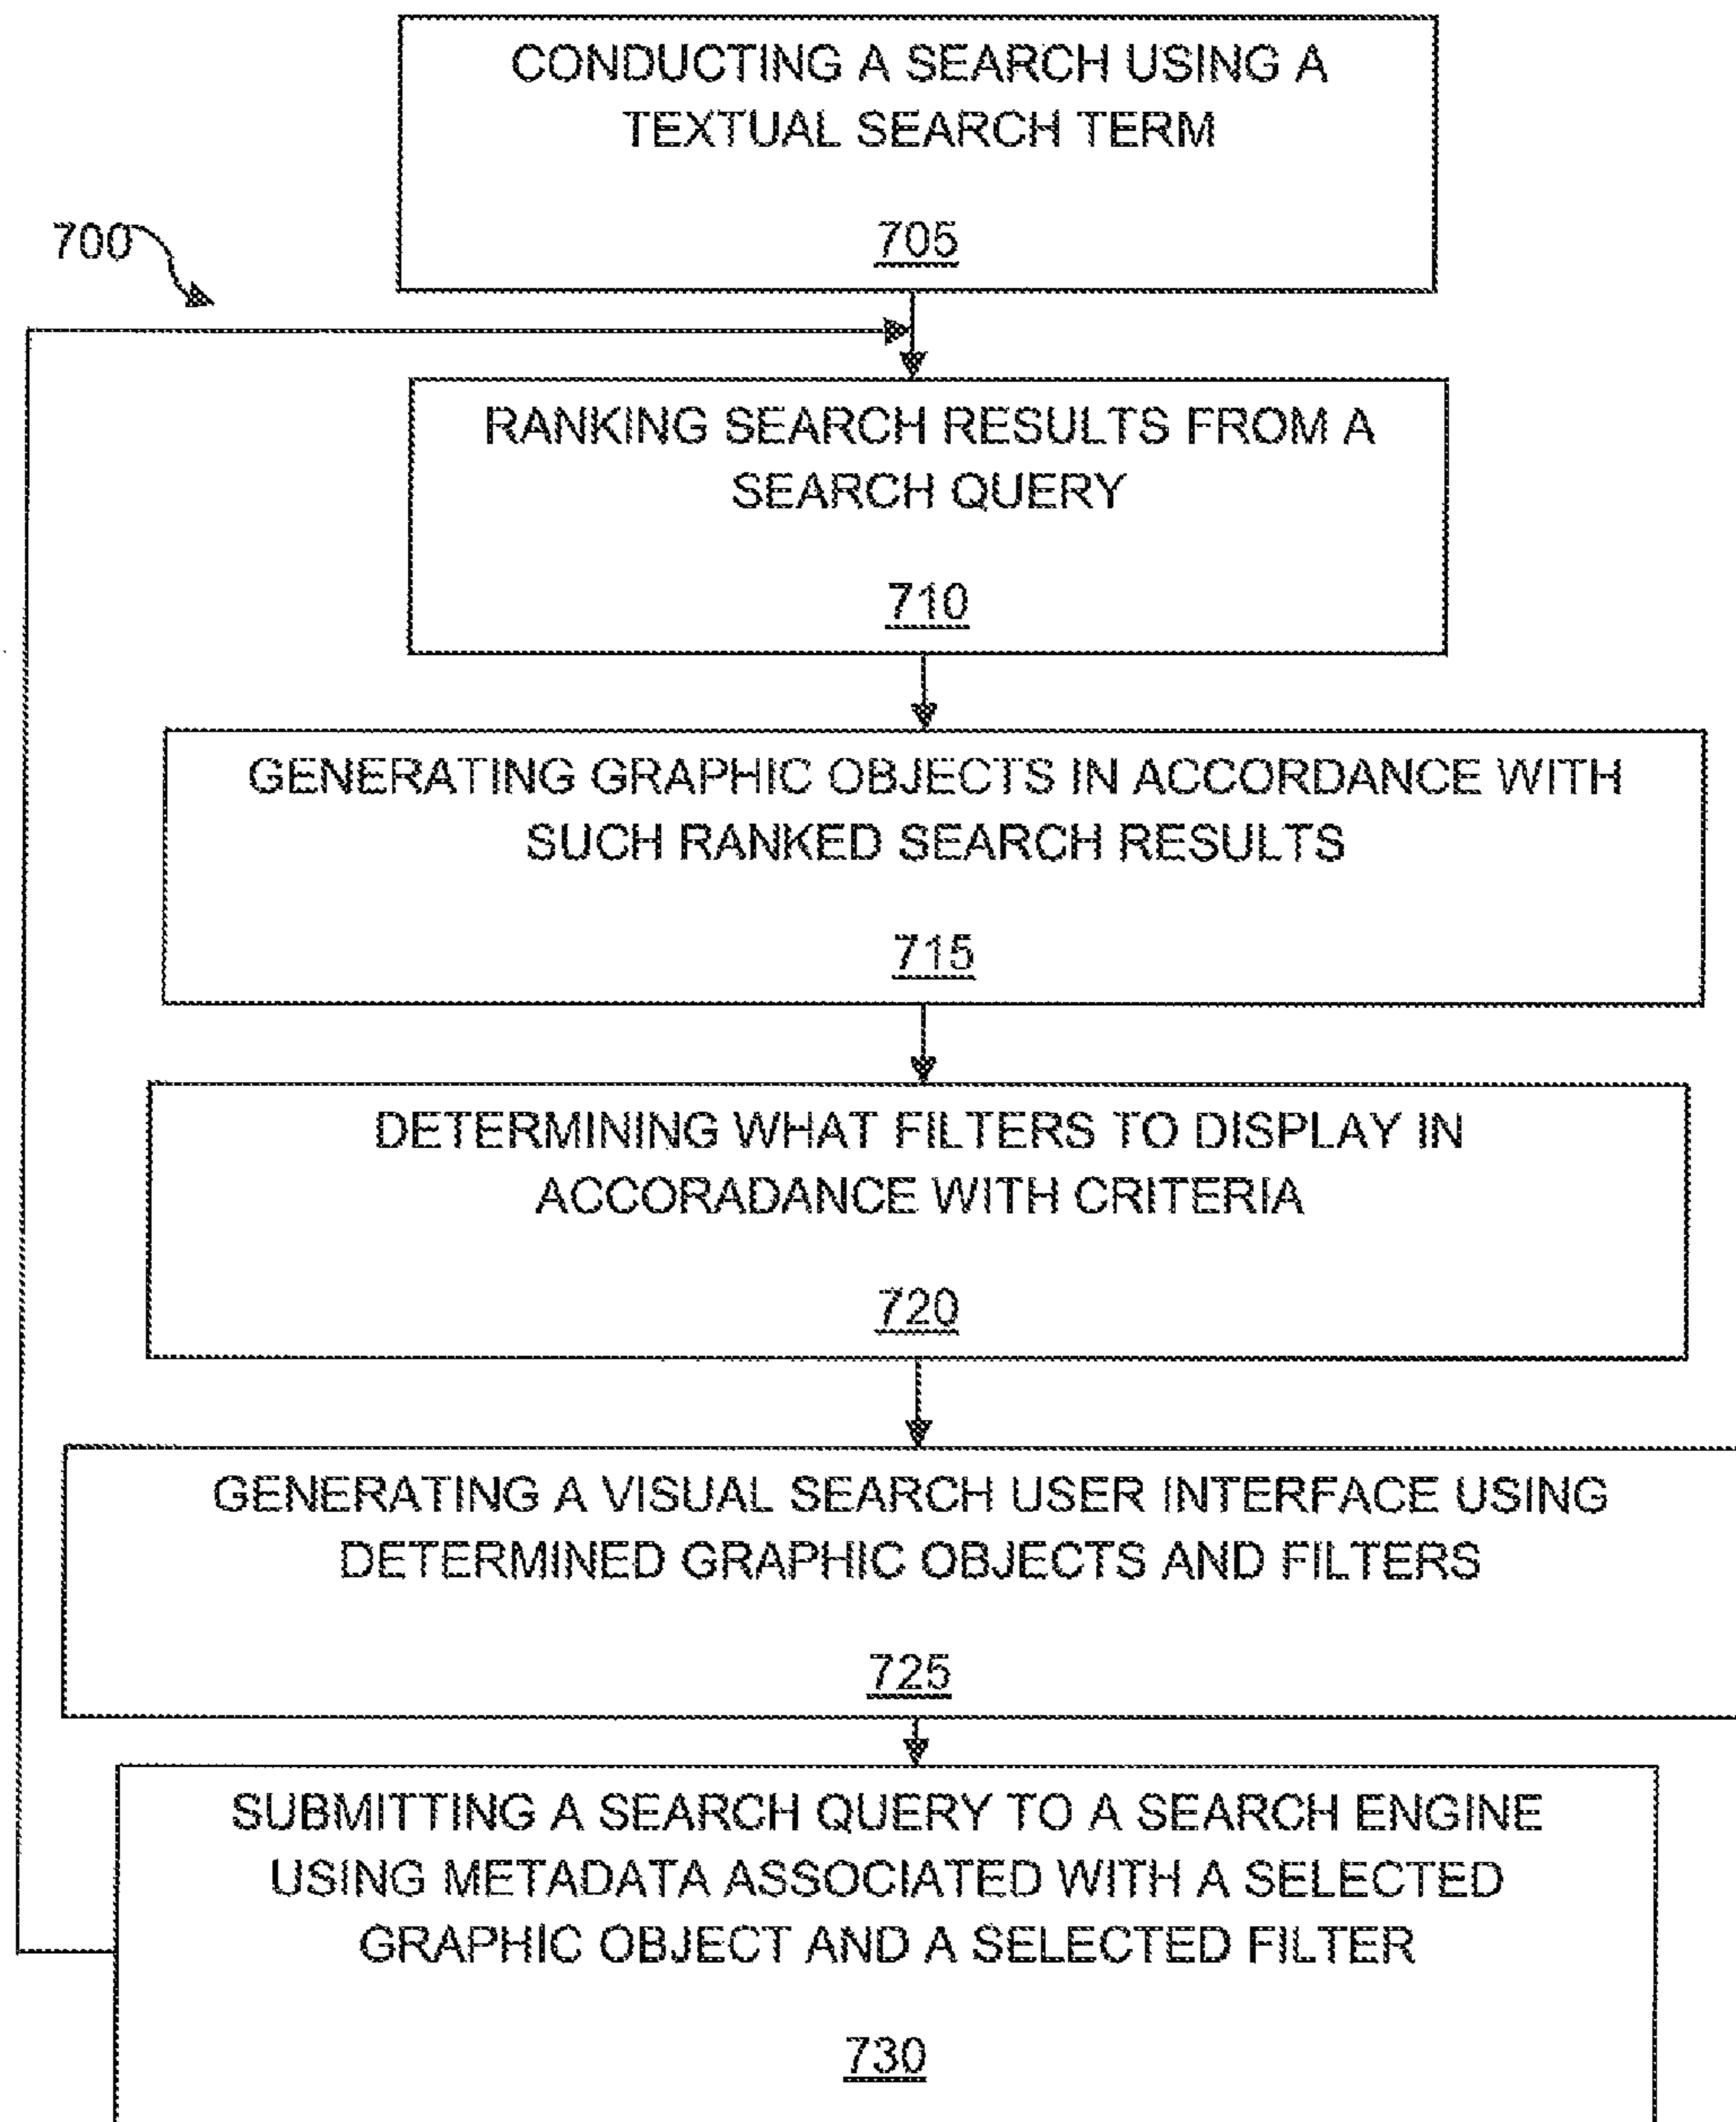 CONDUCTING A SEARCH USING A
TEXTUAL SEARCH TERM
705
700
RANKING SEARCH RESULTS FROM A
SEARCH QUERY
710
GENERATING GRAPHIC OBJECTS IN ACCORDANCE WITH
SUCH RANKED SEARCH RESULTS
715
DETERMINING WHAT FILTERS TO DISPLAY IN
ACCORADANCE WITH CRITERIA
720
GENERATING A VISUAL SEARCH USER INTERFACE USING
DETERMINED GRAPHIC OBJECTS AND FILTERS
725
SUBMITTING A SEARCH QUERY TO A SEARCH ENGINE
USING METADATA ASSOCIATED WITH A SELECTED
GRAPHIC OBJECT AND A SELECTED FILTER
730